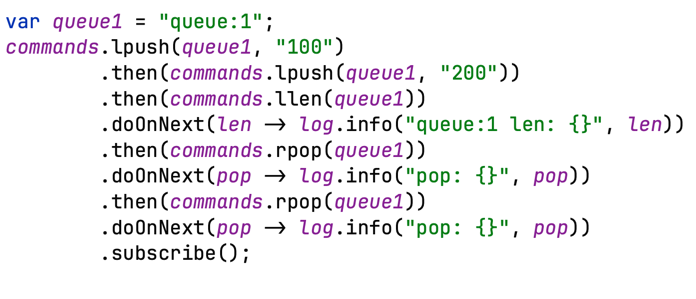 var queue1 = "queue:1";
commands.lpush(queue1, "100")
        .then(commands.lpush(queue1, "200"))
        .then(commands.llen(queue1))
        .doOnNext(len -> log.info("queue:1 len: {}", len))
        .then(commands.rpop(queue1))
        .doOnNext(pop -> log.info("pop: {}", pop))
        .then(commands.rpop(queue1))
        .doOnNext(pop -> log.info("pop: {}", pop))
        .subscribe();